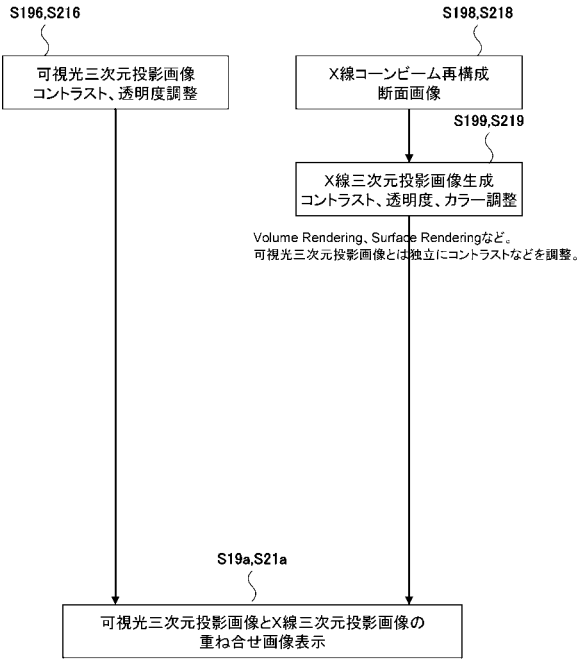 S196,S216
可視光三次元投影画像
コントラスト、透明度調整
S198,S218
X線コーンビーム再構成
断面画像
S199,S219
X線三次元投影画像生成
コントラスト、透明度、カラー調整
Volume Rendering、Surface Renderingなど。
可視光三次元投影画像とは独立にコントラストなどを調整。
S19a,S21a
可視光三次元投影画像とX線三次元投影画像の
重ね合せ画像表示